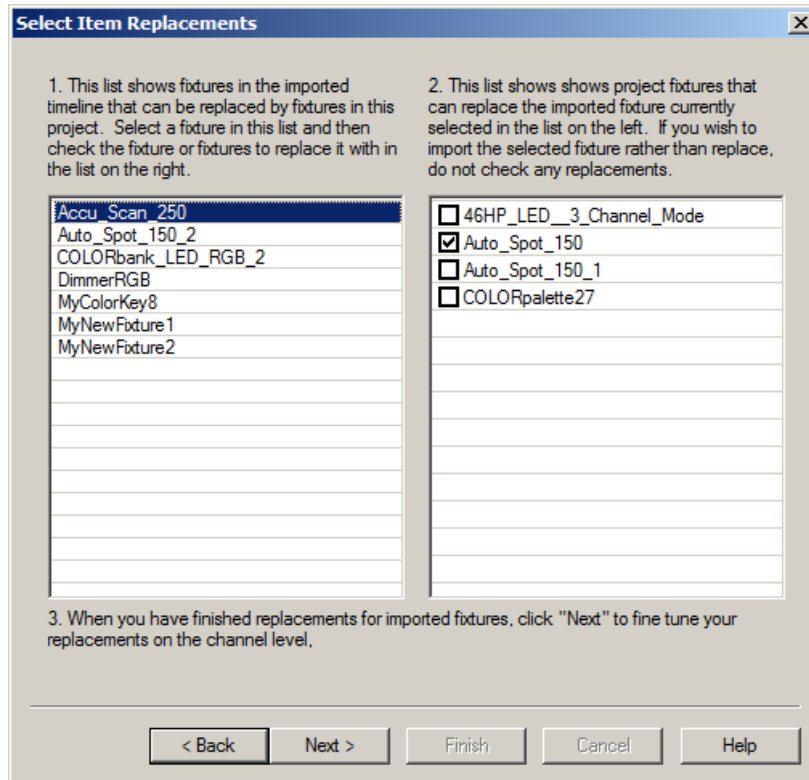 Select Item Replacements
1. This list shows fixtures in the imported
timeline that can be replaced by fixtures in this
project. Select a fixture in this list and then
check the fixture or fixtures to replace it with in
the list on the right.
2. This list shows shows project fixtures that
can replace the imported fixture currently
selected in the list on the left. If you wish to
import the selected fixture rather than replace,
do not check any replacements.
Accu_Scan_250
Auto_Spot_150_2
COLORbank_LED_RGB_2
DimmerRGB
MyColorKey8
MyNewFixture1
MyNewFixture2
46HP_LED__3_Channel_Mode
Auto_Spot_150
Auto_Spot_150_1
COLORpalette27
3. When you have finished replacements for imported fixtures, click "Next" to fine tune your
replacements on the channel level,
< Back
Next >
Finish
Cancel
Help